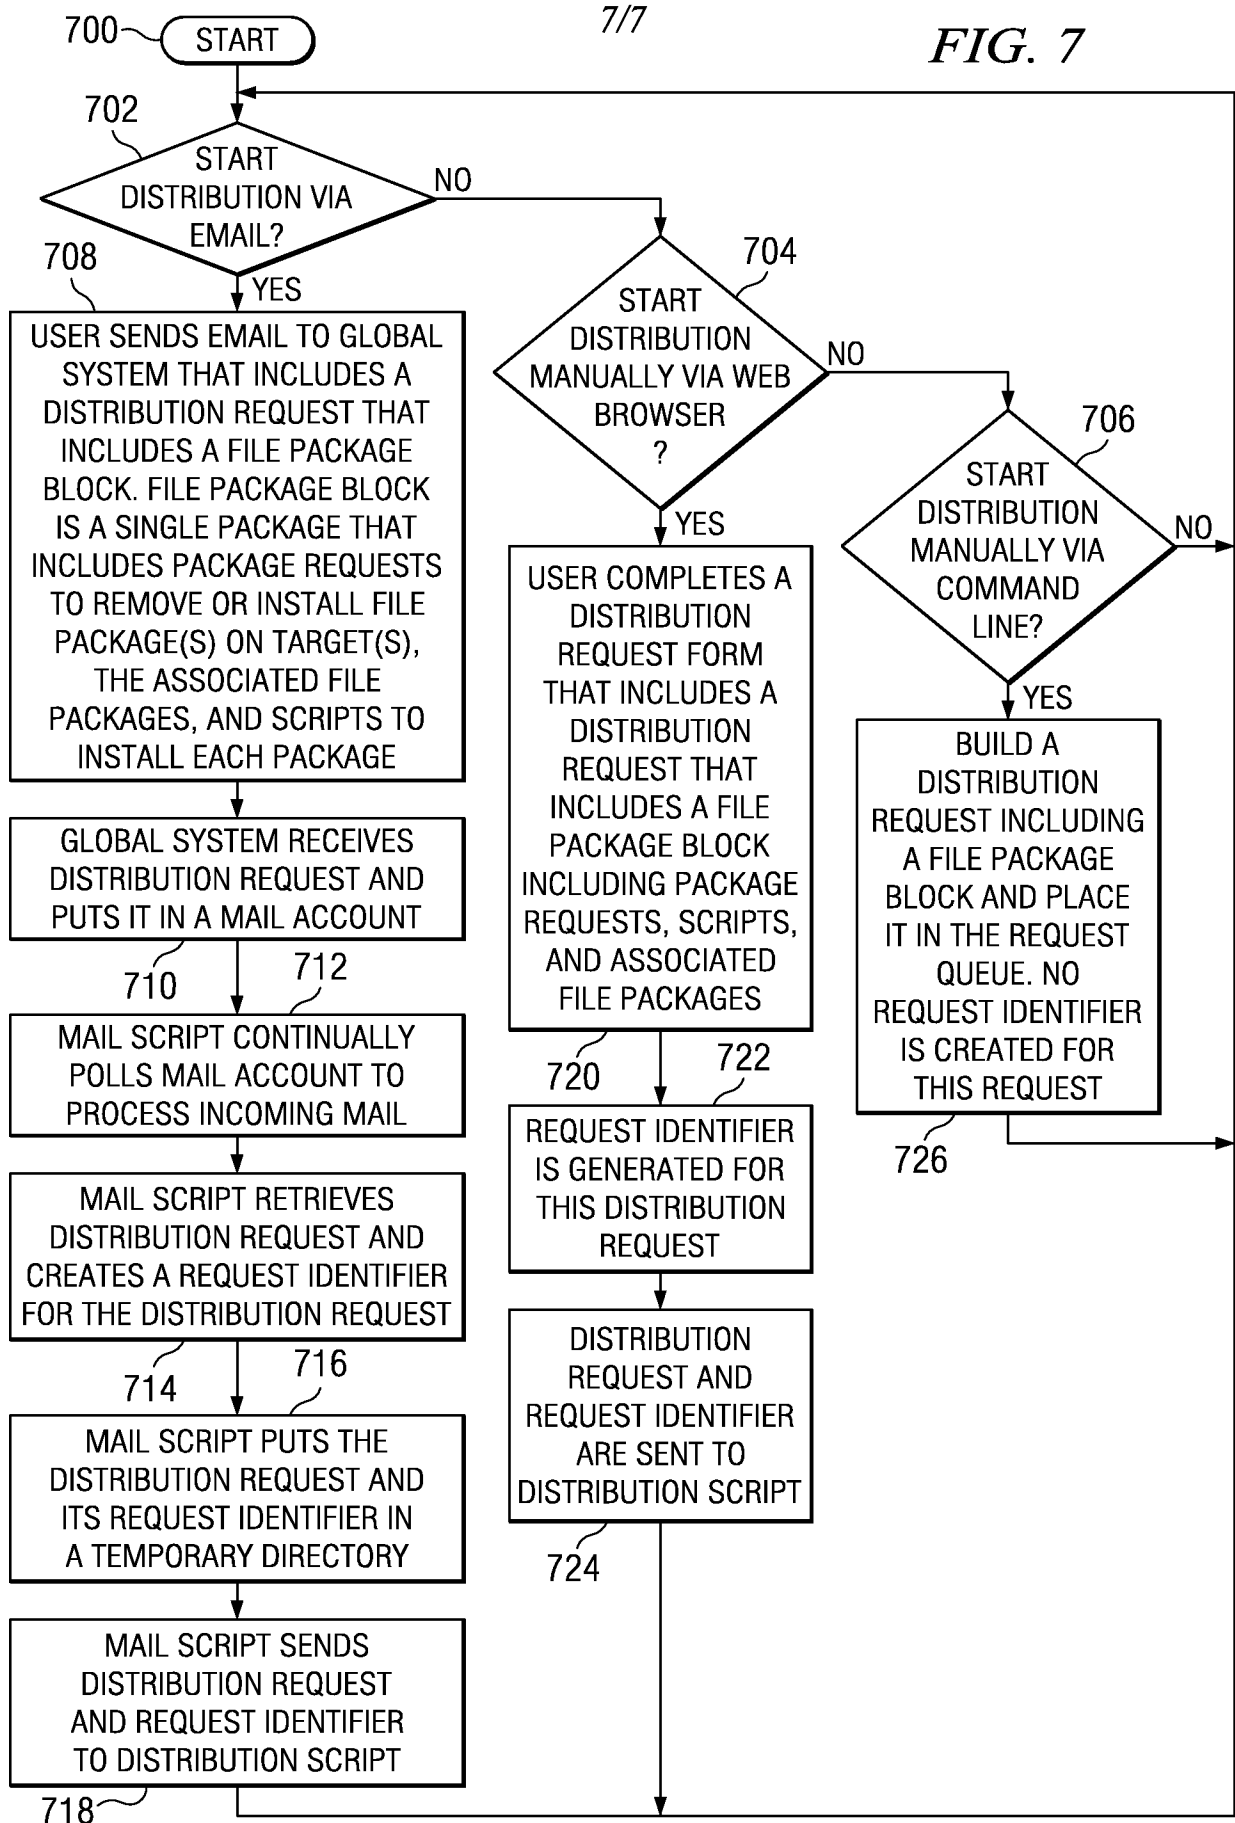 7/7
FIG. 7
700
START
702
START
DISTRIBUTION VIA
EMAIL?
NO
YES
708
USER SENDS EMAIL TO GLOBAL
SYSTEM THAT INCLUDES A
DISTRIBUTION REQUEST THAT
INCLUDES A FILE PACKAGE
BLOCK. FILE PACKAGE BLOCK
IS A SINGLE PACKAGE THAT
INCLUDES PACKAGE REQUESTS
TO REMOVE OR INSTALL FILE
PACKAGE(S) ON TARGET(S),
THE ASSOCIATED FILE
PACKAGES, AND SCRIPTS TO
INSTALL EACH PACKAGE
GLOBAL SYSTEM RECEIVES
DISTRIBUTION REQUEST AND
PUTS IT IN A MAIL ACCOUNT
710
712
MAIL SCRIPT CONTINUALLY
POLLS MAIL ACCOUNT TO
PROCESS INCOMING MAIL
MAIL SCRIPT RETRIEVES
DISTRIBUTION REQUEST AND
CREATES A REQUEST IDENTIFIER
FOR THE DISTRIBUTION REQUEST
714
716
MAIL SCRIPT PUTS THE
DISTRIBUTION REQUEST AND
ITS REQUEST IDENTIFIER IN
A TEMPORARY DIRECTORY
MAIL SCRIPT SENDS
DISTRIBUTION REQUEST
AND REQUEST IDENTIFIER
TO DISTRIBUTION SCRIPT
718
704
START
DISTRIBUTION
MANUALLY VIA WEB
BROWSER
?
NO
YES
USER COMPLETES A
DISTRIBUTION
REQUEST FORM
THAT INCLUDES A
DISTRIBUTION
REQUEST THAT
INCLUDES A FILE
PACKAGE BLOCK
INCLUDING PACKAGE
REQUESTS, SCRIPTS,
AND ASSOCIATED
FILE PACKAGES
720
722
REQUEST IDENTIFIER
IS GENERATED FOR
THIS DISTRIBUTION
REQUEST
DISTRIBUTION
REQUEST AND
REQUEST IDENTIFIER
ARE SENT TO
DISTRIBUTION SCRIPT
724
706
START
DISTRIBUTION
MANUALLY VIA
COMMAND
LINE?
NO
YES
BUILD A
DISTRIBUTION
REQUEST INCLUDING
A FILE PACKAGE
BLOCK AND PLACE
IT IN THE REQUEST
QUEUE. NO
REQUEST IDENTIFIER
IS CREATED FOR
THIS REQUEST
726